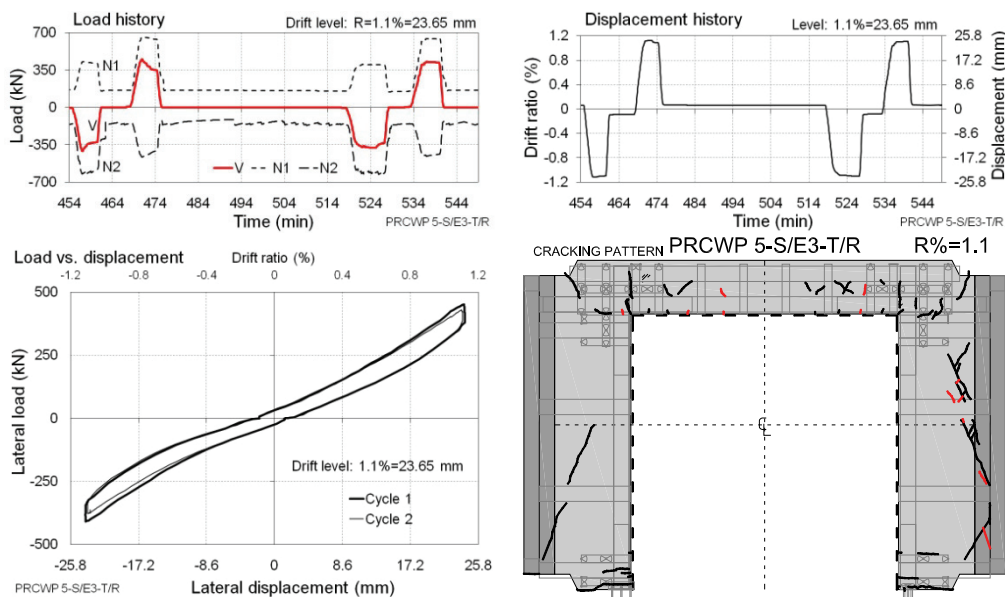 Load history
Drift level: R=1.1%=23.65 mm
700
350
0
-350
-700
Load (kN)
N1
V
N2
V N1 N2
454 464 474 484 494 504 514 524 534 544
Time (min)
PRCWP 5-S/E3-T/R
Displacement history
Level: 1.1%=23.65 mm
1.2
0.8
0.4
0
-0.4
-0.8
-1.2
Drift ratio (%)
25.8
17.2
8.6
0
-8.6
-17.2
-25.8
Displacement (mm)
454 464 474 484 494 504 514 524 534 544
Time (min)
PRCWP 5-S/E3-T/R
Load vs. displacement
Drift ratio (%)
-1.2 -0.8 -0.4 0 0.4 0.8 1.2
500
250
0
-250
-500
Lateral load (kN)
Drift level: 1.1%=23.65 mm
Cycle 1
Cycle 2
-25.8 -17.2 -8.6 0 8.6 17.2 25.8
PRCWP 5-S/E3-T/R
Lateral displacement (mm)
CRACKING PATTERN PRCWP 5-S/E3-T/R R%=1.1
CL